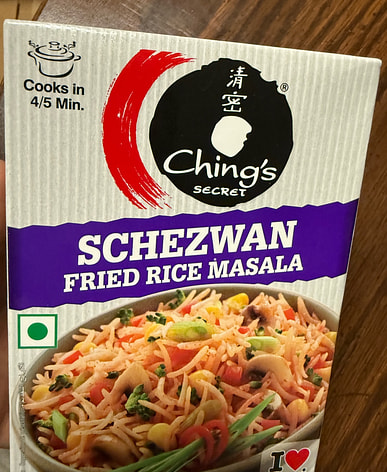 Cooks in
4/5 Min.
清
密
®
Ching's
SECRET
SCHEZWAN
FRIED RICE MASALA
I